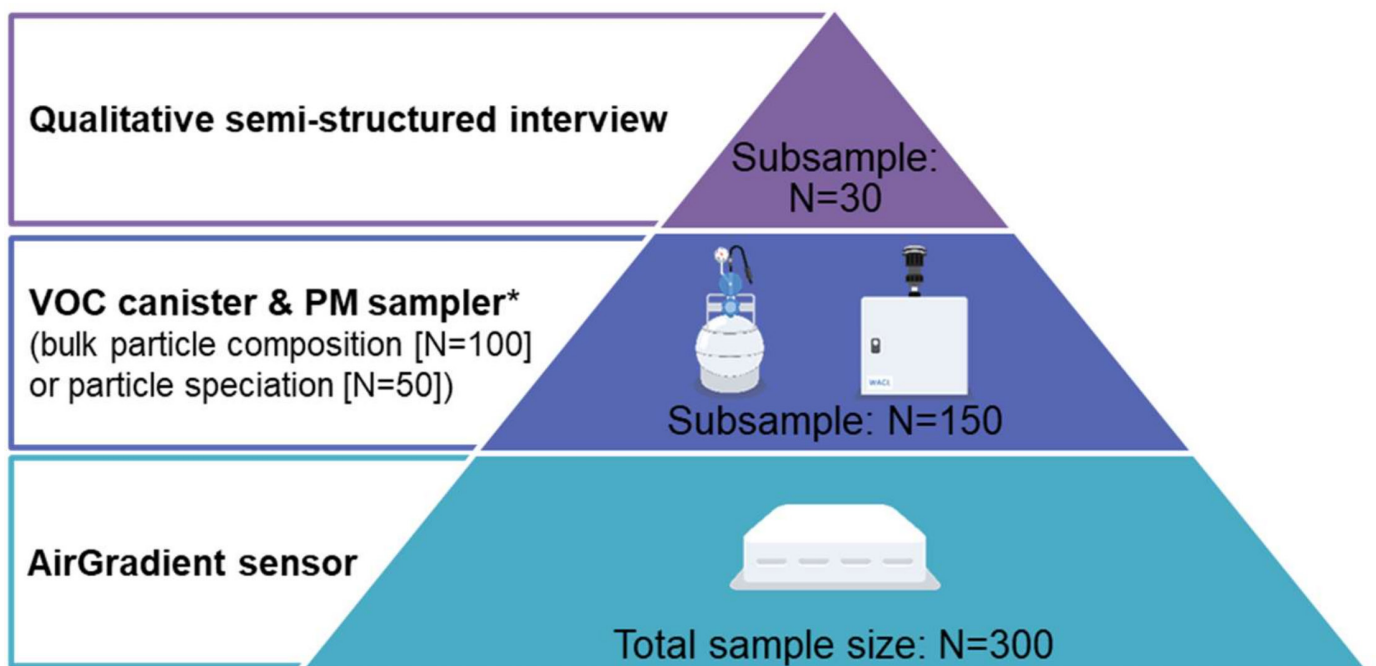 Qualitative semi-structured interview
Subsample:
N=30
VOC canister & PM sampler*
(bulk particle composition [N=100]
or particle speciation [N=50])
WACL
Subsample: N=150
AirGradient sensor
Total sample size: N=300